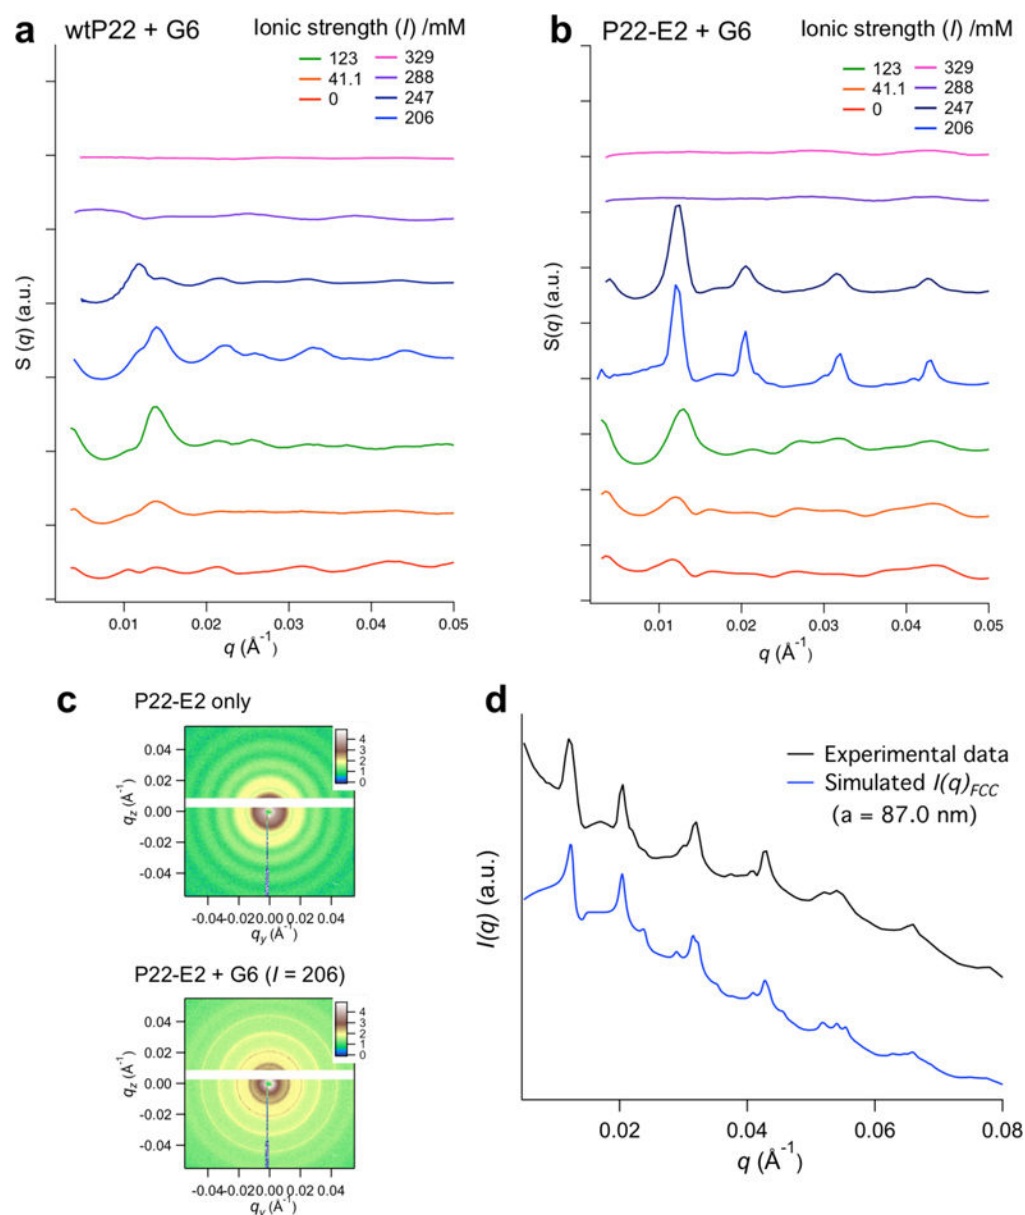 a wtP22 + G6 Ionic strength (I) /mM
123 329
41.1 288
0 247
206
S (q) (a.u.)
0.01 0.02 0.03 0.04 0.05
q (Å⁻¹)
b P22-E2 + G6 Ionic strength (I) /mM
123 329
41.1 288
0 247
206
S(q) (a.u.)
0.01 0.02 0.03 0.04 0.05
q (Å⁻¹)
c P22-E2 only
4
3
2
1
0
0.04
0.02
0.00
-0.02
-0.04
qz (Å⁻¹)
-0.04-0.020.00 0.02 0.04
qy (Å⁻¹)
P22-E2 + G6 (I = 206)
4
3
2
1
0
0.04
0.02
0.00
-0.02
-0.04
qz (Å⁻¹)
-0.04-0.020.00 0.02 0.04
qy (Å⁻¹)
d
Experimental data
Simulated I(q)FCC
(a = 87.0 nm)
I(q) (a.u.)
0.02 0.04 0.06 0.08
q (Å⁻¹)